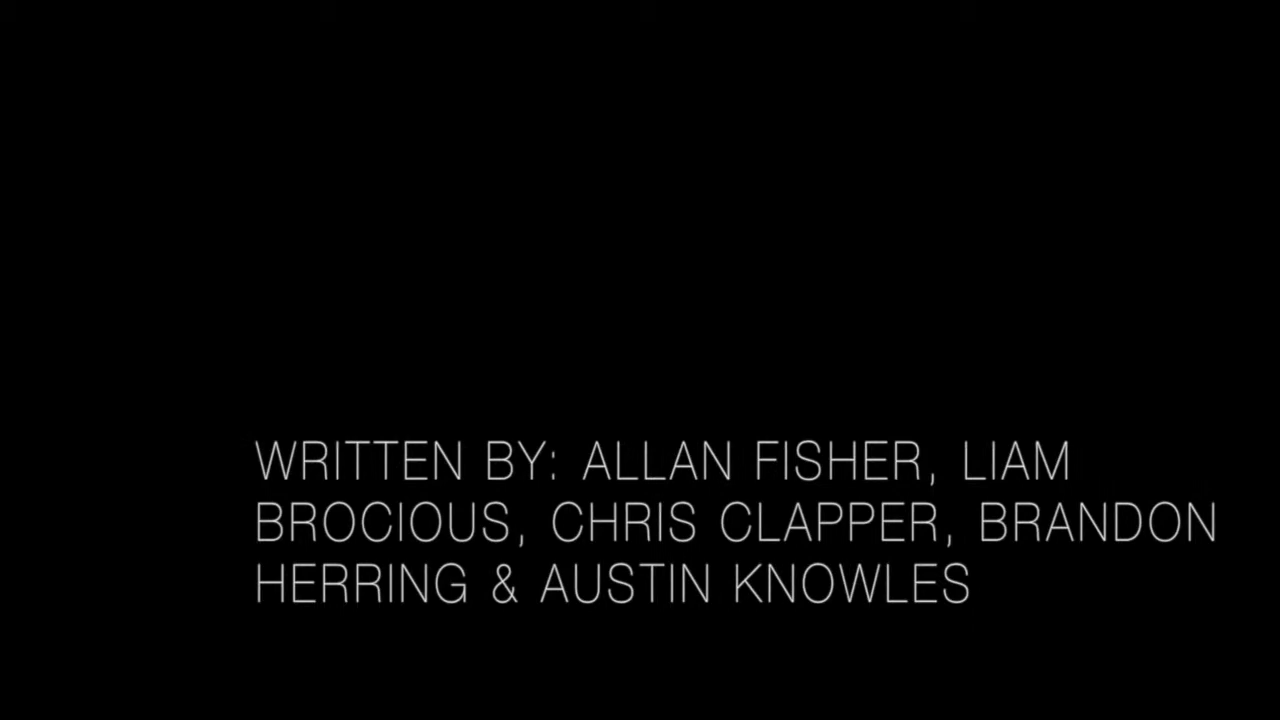 WRITTEN BY: ALLAN FISHER, LIAM
BROCIOUS, CHRIS CLAPPER, BRANDON
HERRING & AUSTIN KNOWLES